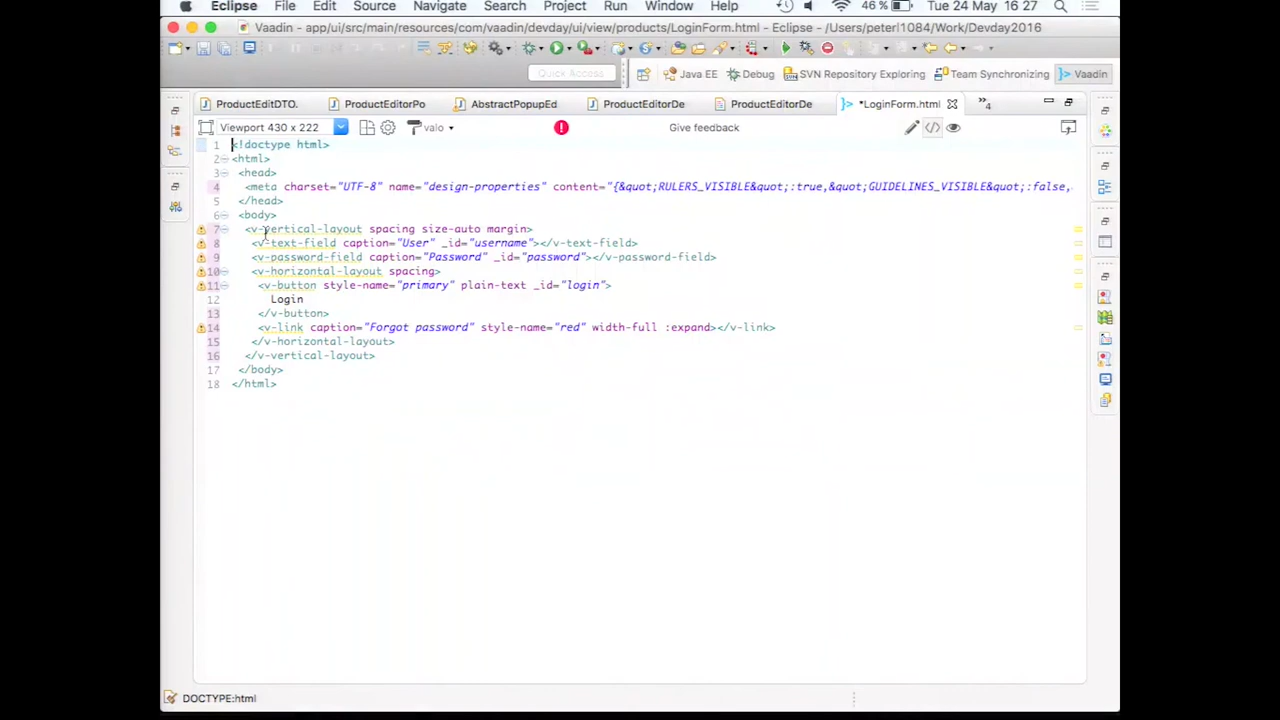 Eclipse File Edit Source Navigate Search Project Run Window Help 46 % Tue 24 May 16 27
Vaadin - app/ui/src/main/resources/com/vaadin/devday/ui/view/products/LoginForm.html - Eclipse - /Users/peterl1084/Work/Devday2016
Quick Access Java EE Debug SVN Repository Exploring Team Synchronizing Vaadin
ProductEditDTO. ProductEditorPo AbstractPopupEd ProductEditorDe ProductEditorDe *LoginForm.html »4
Viewport 430 x 222 valo Give feedback
1 <!doctype html>
2 <html>
3 <head>
4 <meta charset="UTF-8" name="design-properties" content="{&quot;RULERS_VISIBLE&quot;:true,&quot;GUIDELINES_VISIBLE&quot;:false,
5 </head>
6 <body>
7 <v-vertical-layout spacing size-auto margin>
8 <v-text-field caption="User" _id="username"></v-text-field>
9 <v-password-field caption="Password" _id="password"></v-password-field>
10 <v-horizontal-layout spacing>
11 <v-button style-name="primary" plain-text _id="login">
12 Login
13 </v-button>
14 <v-link caption="Forgot password" style-name="red" width-full :expand></v-link>
15 </v-horizontal-layout>
16 </v-vertical-layout>
17 </body>
18 </html>
DOCTYPE:html